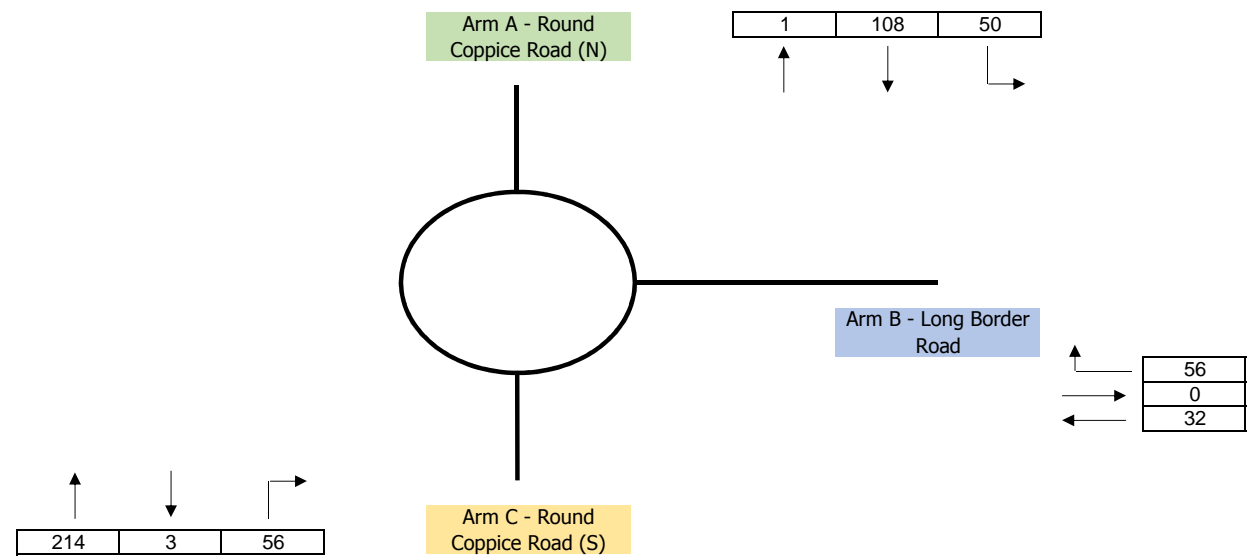 Arm A - Round
Coppice Road (N)
1 108 50
Arm B - Long Border
Road
56
0
32
Arm C - Round
Coppice Road (S)
214 3 56